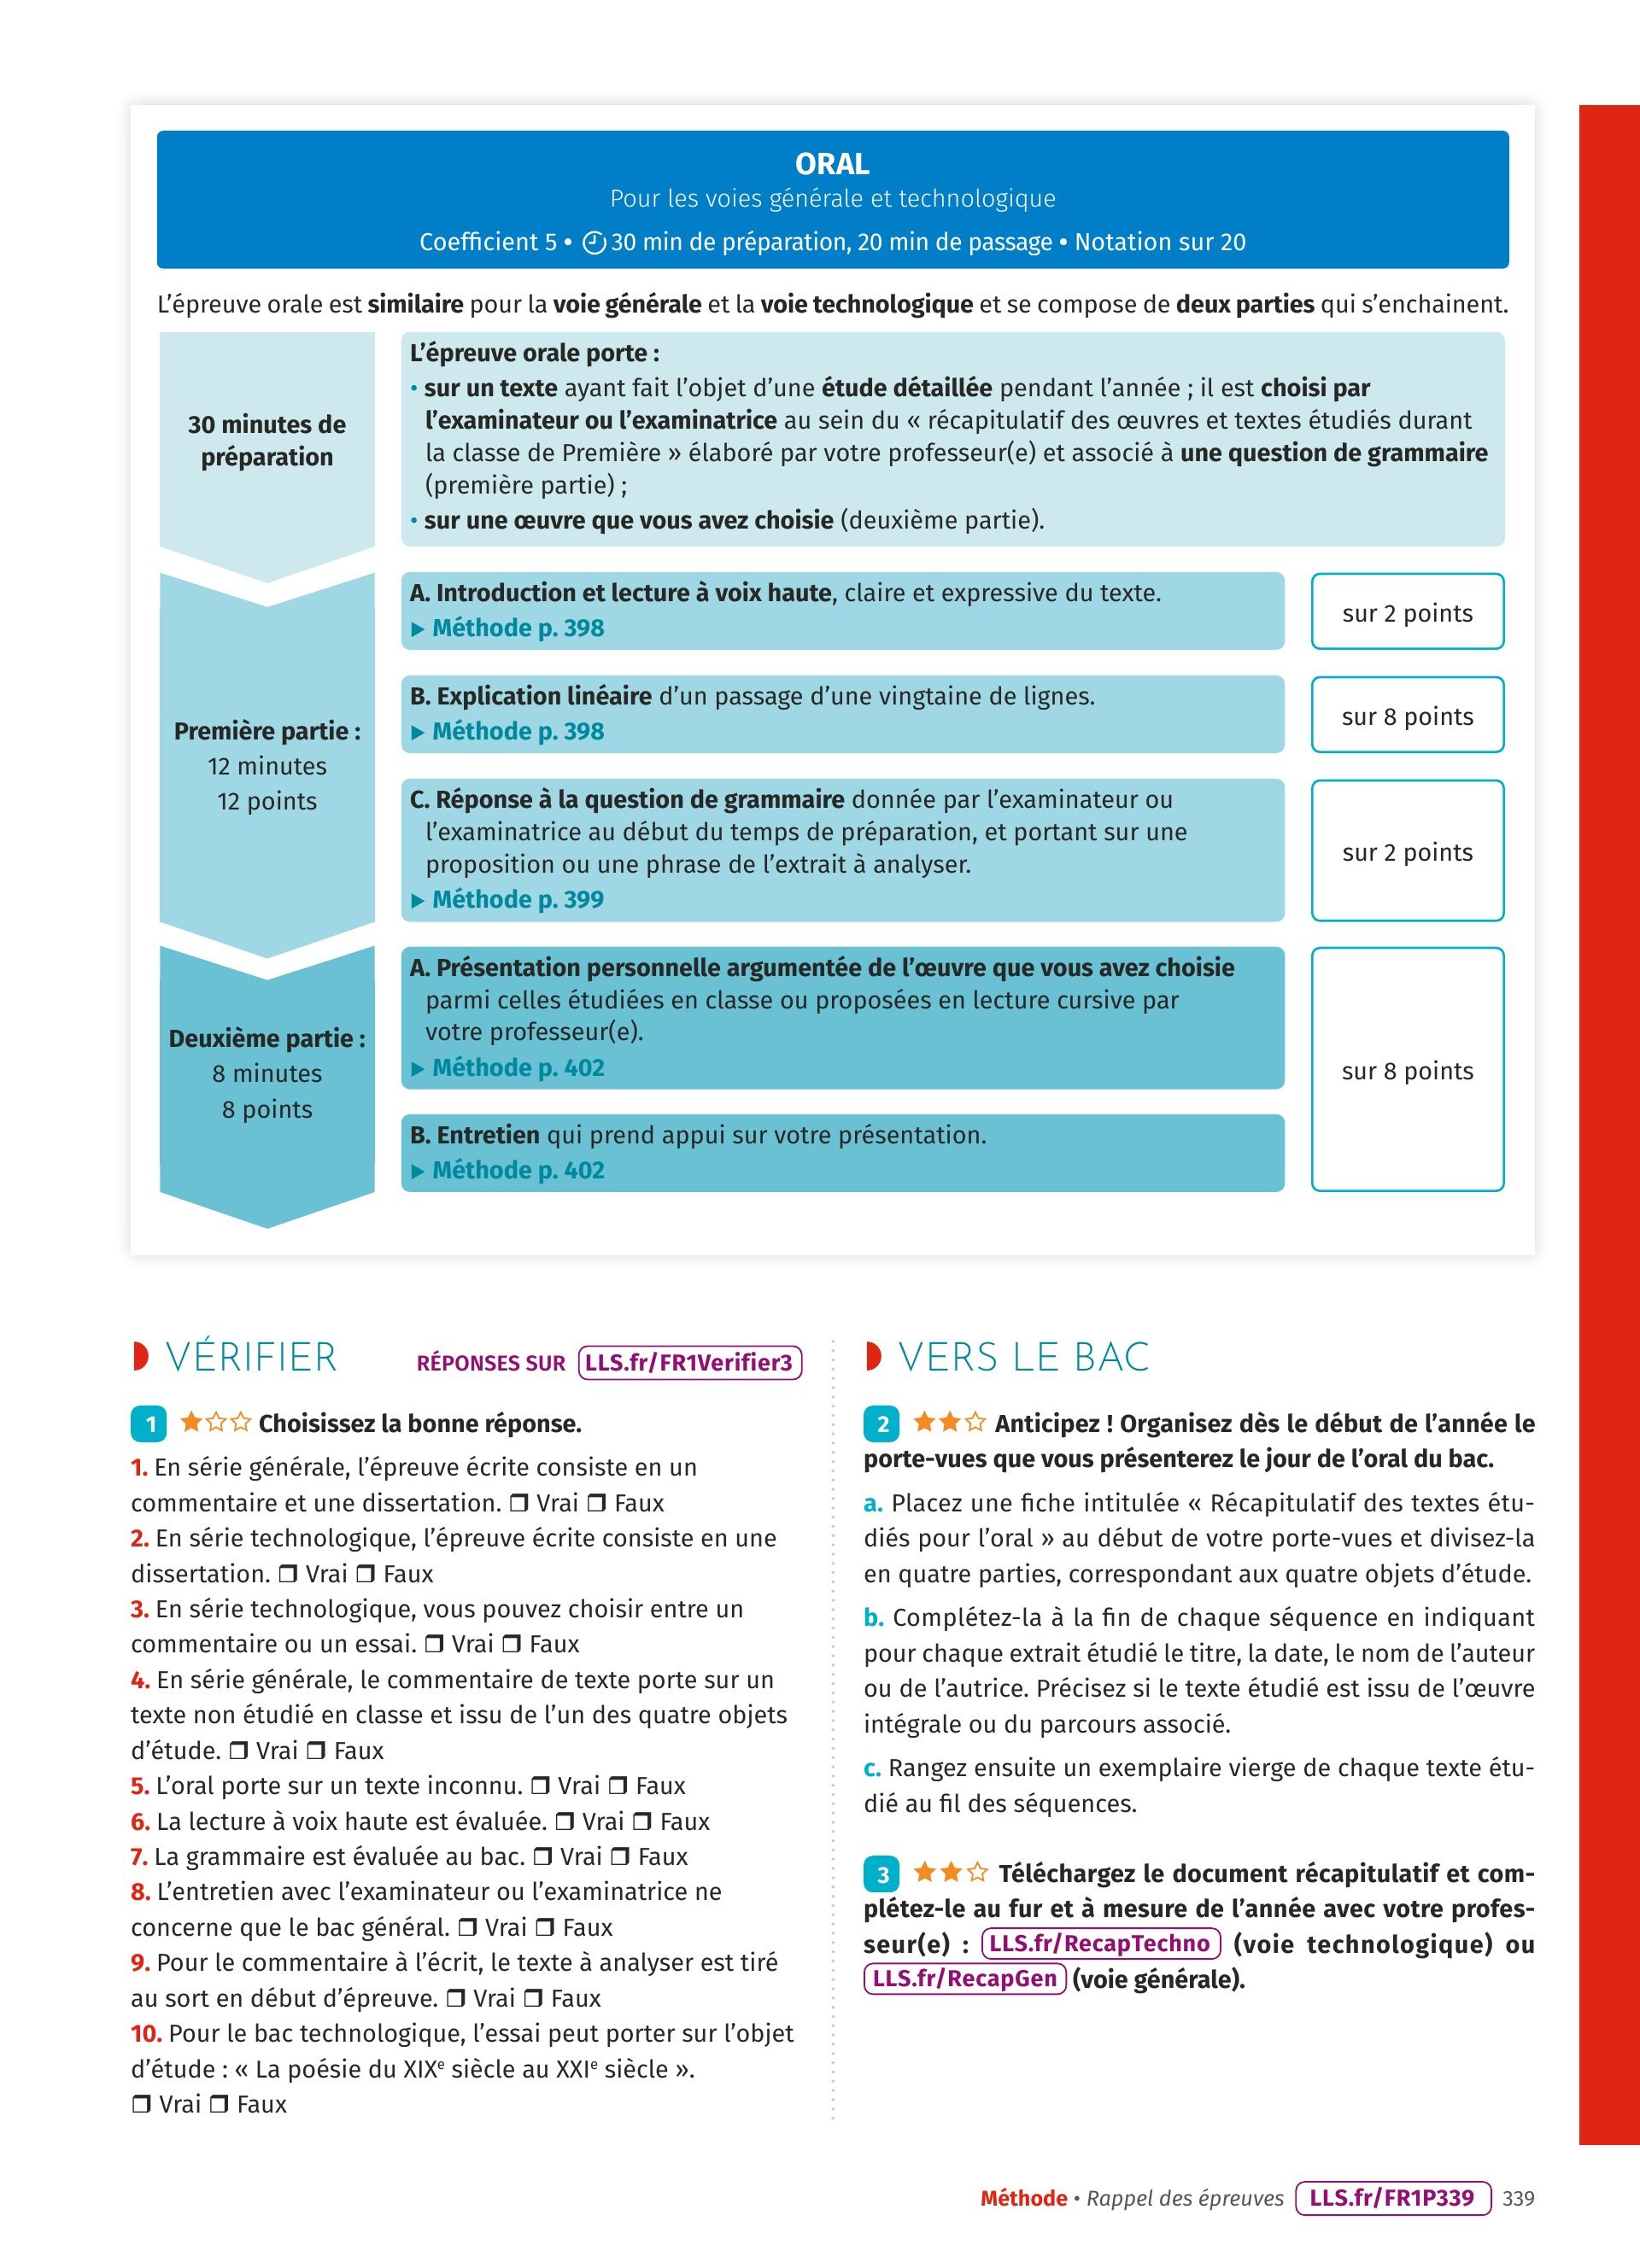 ORAL
Pour les voies générale et technologique
Coefficient 5 • 30 min de préparation, 20 min de passage • Notation sur 20
L’épreuve orale est similaire pour la voie générale et la voie technologique et se compose de deux parties qui s’enchainent.
30 minutes de
préparation
L’épreuve orale porte :
• sur un texte ayant fait l’objet d’une étude détaillée pendant l’année ; il est choisi par
l’examinateur ou l’examinatrice au sein du « récapitulatif des œuvres et textes étudiés durant
la classe de Première » élaboré par votre professeur(e) et associé à une question de grammaire
(première partie) ;
• sur une œuvre que vous avez choisie (deuxième partie).
Première partie :
12 minutes
12 points
A. Introduction et lecture à voix haute, claire et expressive du texte.
▶ Méthode p. 398
sur 2 points
B. Explication linéaire d’un passage d’une vingtaine de lignes.
▶ Méthode p. 398
sur 8 points
C. Réponse à la question de grammaire donnée par l’examinateur ou
l’examinatrice au début du temps de préparation, et portant sur une
proposition ou une phrase de l’extrait à analyser.
▶ Méthode p. 399
sur 2 points
Deuxième partie :
8 minutes
8 points
A. Présentation personnelle argumentée de l’œuvre que vous avez choisie
parmi celles étudiées en classe ou proposées en lecture cursive par
votre professeur(e).
▶ Méthode p. 402
B. Entretien qui prend appui sur votre présentation.
▶ Méthode p. 402
sur 8 points
VÉRIFIER
RÉPONSES SUR LLS.fr/FR1Verifier3
1 ★☆☆ Choisissez la bonne réponse.
1. En série générale, l’épreuve écrite consiste en un
commentaire et une dissertation. ❒ Vrai ❒ Faux
2. En série technologique, l’épreuve écrite consiste en une
dissertation. ❒ Vrai ❒ Faux
3. En série technologique, vous pouvez choisir entre un
commentaire ou un essai. ❒ Vrai ❒ Faux
4. En série générale, le commentaire de texte porte sur un
texte non étudié en classe et issu de l’un des quatre objets
d’étude. ❒ Vrai ❒ Faux
5. L’oral porte sur un texte inconnu. ❒ Vrai ❒ Faux
6. La lecture à voix haute est évaluée. ❒ Vrai ❒ Faux
7. La grammaire est évaluée au bac. ❒ Vrai ❒ Faux
8. L’entretien avec l’examinateur ou l’examinatrice ne
concerne que le bac général. ❒ Vrai ❒ Faux
9. Pour le commentaire à l’écrit, le texte à analyser est tiré
au sort en début d’épreuve. ❒ Vrai ❒ Faux
10. Pour le bac technologique, l’essai peut porter sur l’objet
d’étude : « La poésie du XIXe siècle au XXIe siècle ».
❒ Vrai ❒ Faux
VERS LE BAC
2 ★★☆ Anticipez ! Organisez dès le début de l’année le
porte-vues que vous présenterez le jour de l’oral du bac.
a. Placez une fiche intitulée « Récapitulatif des textes étu-
diés pour l’oral » au début de votre porte-vues et divisez-la
en quatre parties, correspondant aux quatre objets d’étude.
b. Complétez-la à la fin de chaque séquence en indiquant
pour chaque extrait étudié le titre, la date, le nom de l’auteur
ou de l’autrice. Précisez si le texte étudié est issu de l’œuvre
intégrale ou du parcours associé.
c. Rangez ensuite un exemplaire vierge de chaque texte étu-
dié au fil des séquences.
3 ★★☆ Téléchargez le document récapitulatif et com-
plétez-le au fur et à mesure de l’année avec votre profes-
seur(e) : LLS.fr/RecapTechno (voie technologique) ou
LLS.fr/RecapGen (voie générale).
Méthode • Rappel des épreuves LLS.fr/FR1P339 339